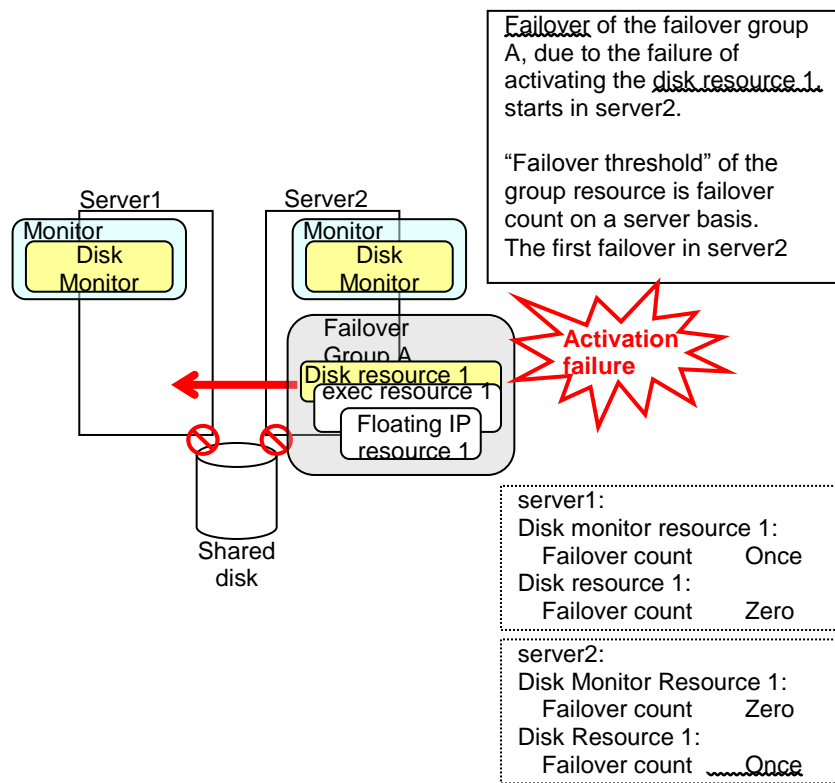 Failover of the failover group
A, due to the failure of
activating the disk resource 1,
starts in server2.
“Failover threshold” of the
group resource is failover
count on a server basis.
The first failover in server2
Server1
Server2
Monitor
Disk
Monitor
Monitor
Disk
Monitor
Failover
Group A
Disk resource 1
exec resource 1
Floating IP
resource 1
Activation
failure
Shared
disk
server1:
Disk monitor resource 1:
Failover count Once
Disk resource 1:
Failover count Zero
server2:
Disk Monitor Resource 1:
Failover count Zero
Disk Resource 1:
Failover count Once